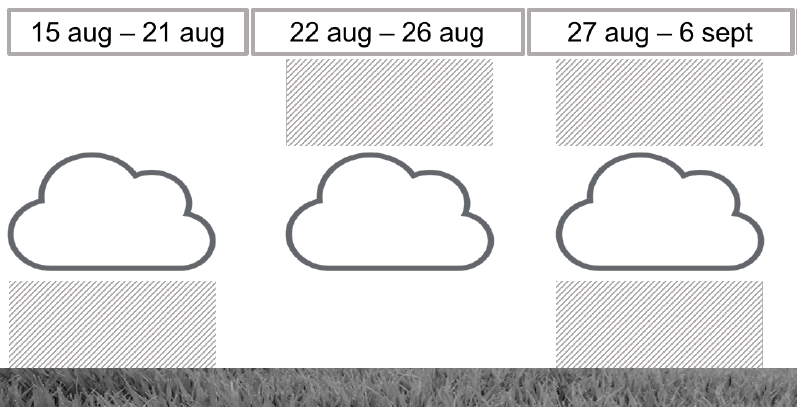 15 aug – 21 aug
22 aug – 26 aug
27 aug – 6 sept